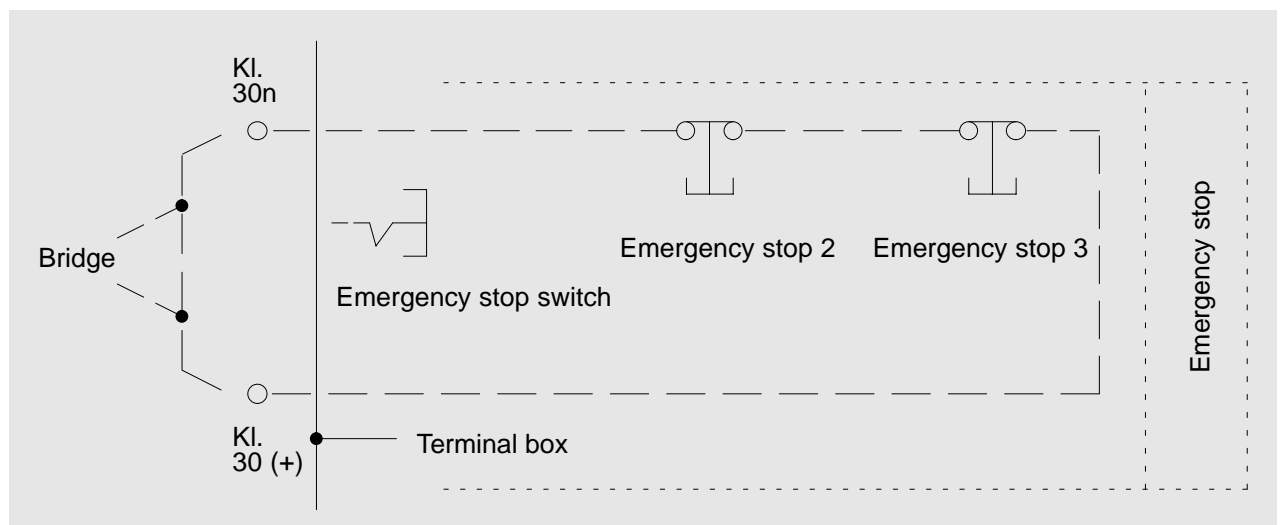 Kl.
30n
Bridge
Emergency stop 2
Emergency stop 3
Emergency stop switch
Emergency stop
Kl.
30 (+)
Terminal box